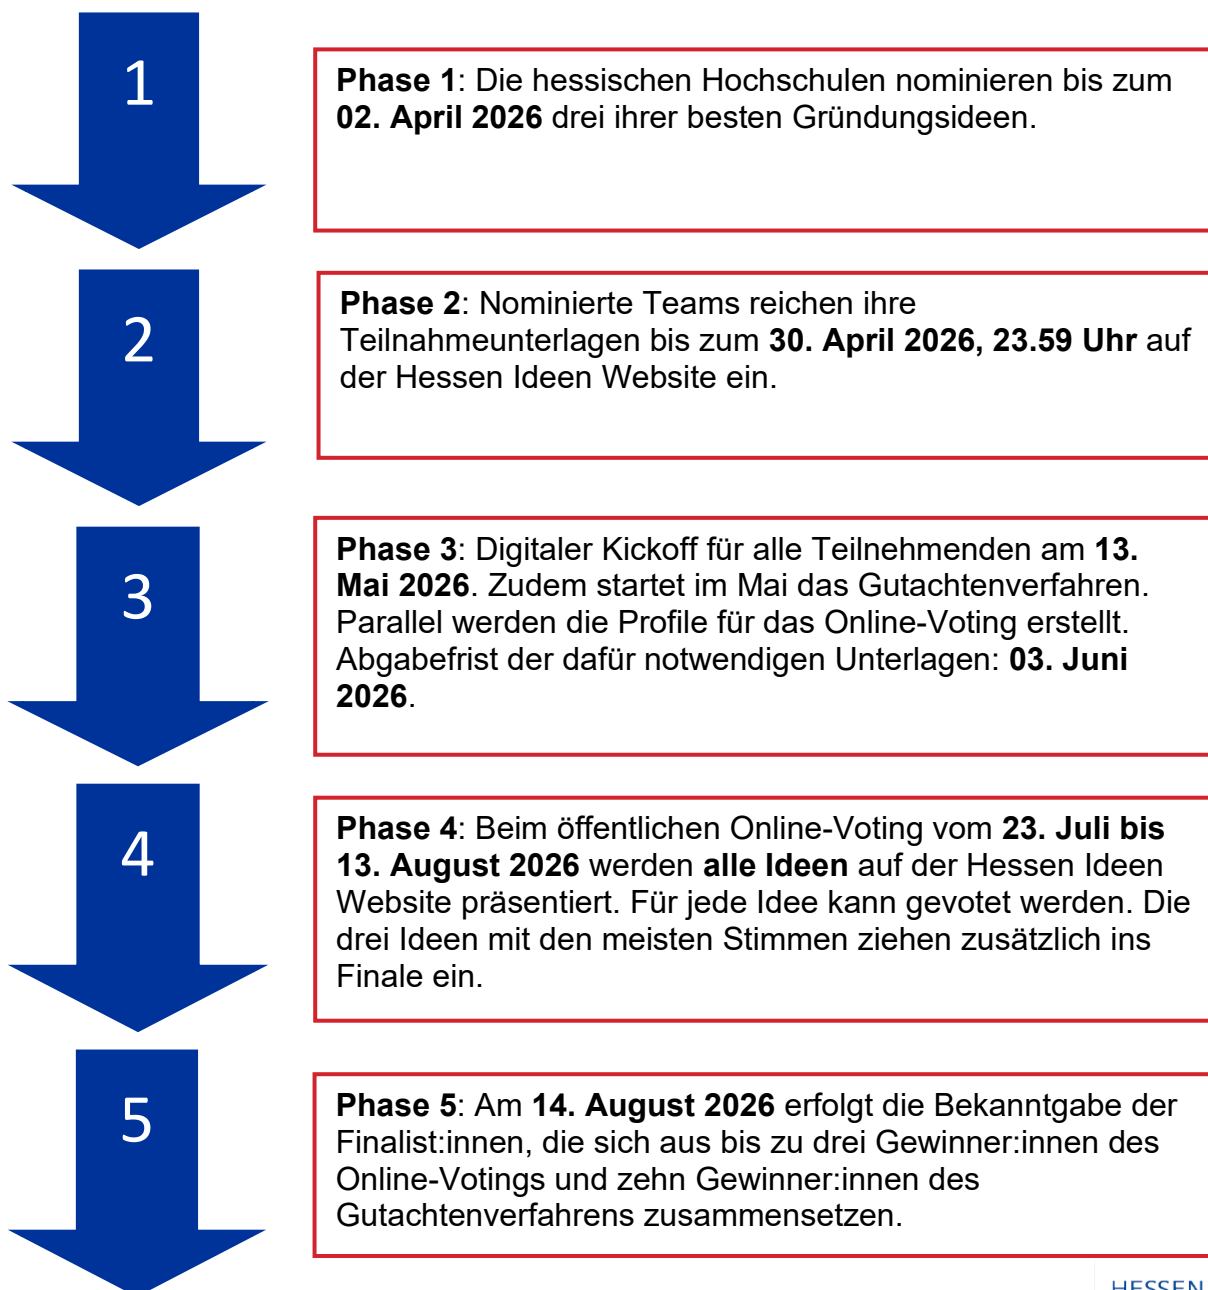 1
Phase 1: Die hessischen Hochschulen nominieren bis zum
02. April 2026 drei ihrer besten Gründungsideen.
2
Phase 2: Nominierte Teams reichen ihre
Teilnahmeunterlagen bis zum 30. April 2026, 23.59 Uhr auf
der Hessen Ideen Website ein.
3
Phase 3: Digitaler Kickoff für alle Teilnehmenden am 13.
Mai 2026. Zudem startet im Mai das Gutachtenverfahren.
Parallel werden die Profile für das Online-Voting erstellt.
Abgabefrist der dafür notwendigen Unterlagen: 03. Juni
2026.
4
Phase 4: Beim öffentlichen Online-Voting vom 23. Juli bis
13. August 2026 werden alle Ideen auf der Hessen Ideen
Website präsentiert. Für jede Idee kann gevotet werden. Die
drei Ideen mit den meisten Stimmen ziehen zusätzlich ins
Finale ein.
5
Phase 5: Am 14. August 2026 erfolgt die Bekanntgabe der
Finalist:innen, die sich aus bis zu drei Gewinner:innen des
Online-Votings und zehn Gewinner:innen des
Gutachtenverfahrens zusammensetzen.
HESSEN